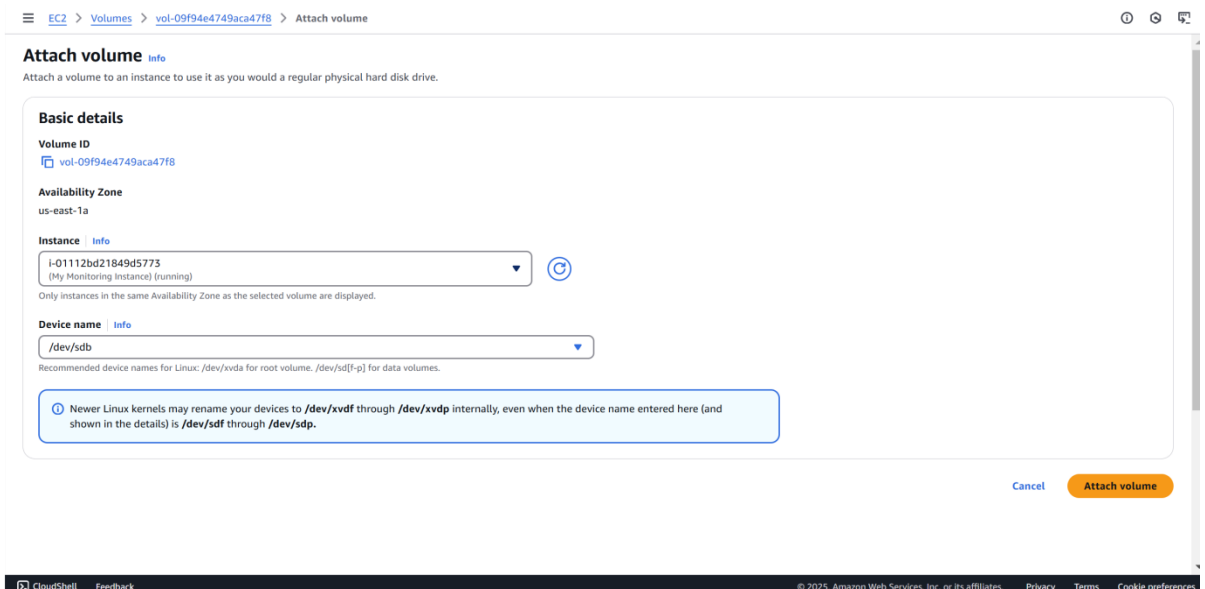 EC2 > Volumes > vol-09f94e4749aca47f8 > Attach volume
Attach volume Info
Attach a volume to an instance to use it as you would a regular physical hard disk drive.
Basic details
Volume ID
vol-09f94e4749aca47f8
Availability Zone
us-east-1a
Instance Info
i-01112bd21849d5773
(My Monitoring Instance) (running)
Only instances in the same Availability Zone as the selected volume are displayed.
Device name Info
/dev/sdb
Recommended device names for Linux: /dev/xvda for root volume. /dev/sd[f-p] for data volumes.
Newer Linux kernels may rename your devices to /dev/xvdf through /dev/xvdp internally, even when the device name entered here (and
shown in the details) is /dev/sdf through /dev/sdp.
Cancel Attach volume
CloudShell Feedback © 2025, Amazon Web Services, Inc. or its affiliates. Privacy Terms Cookie preferences